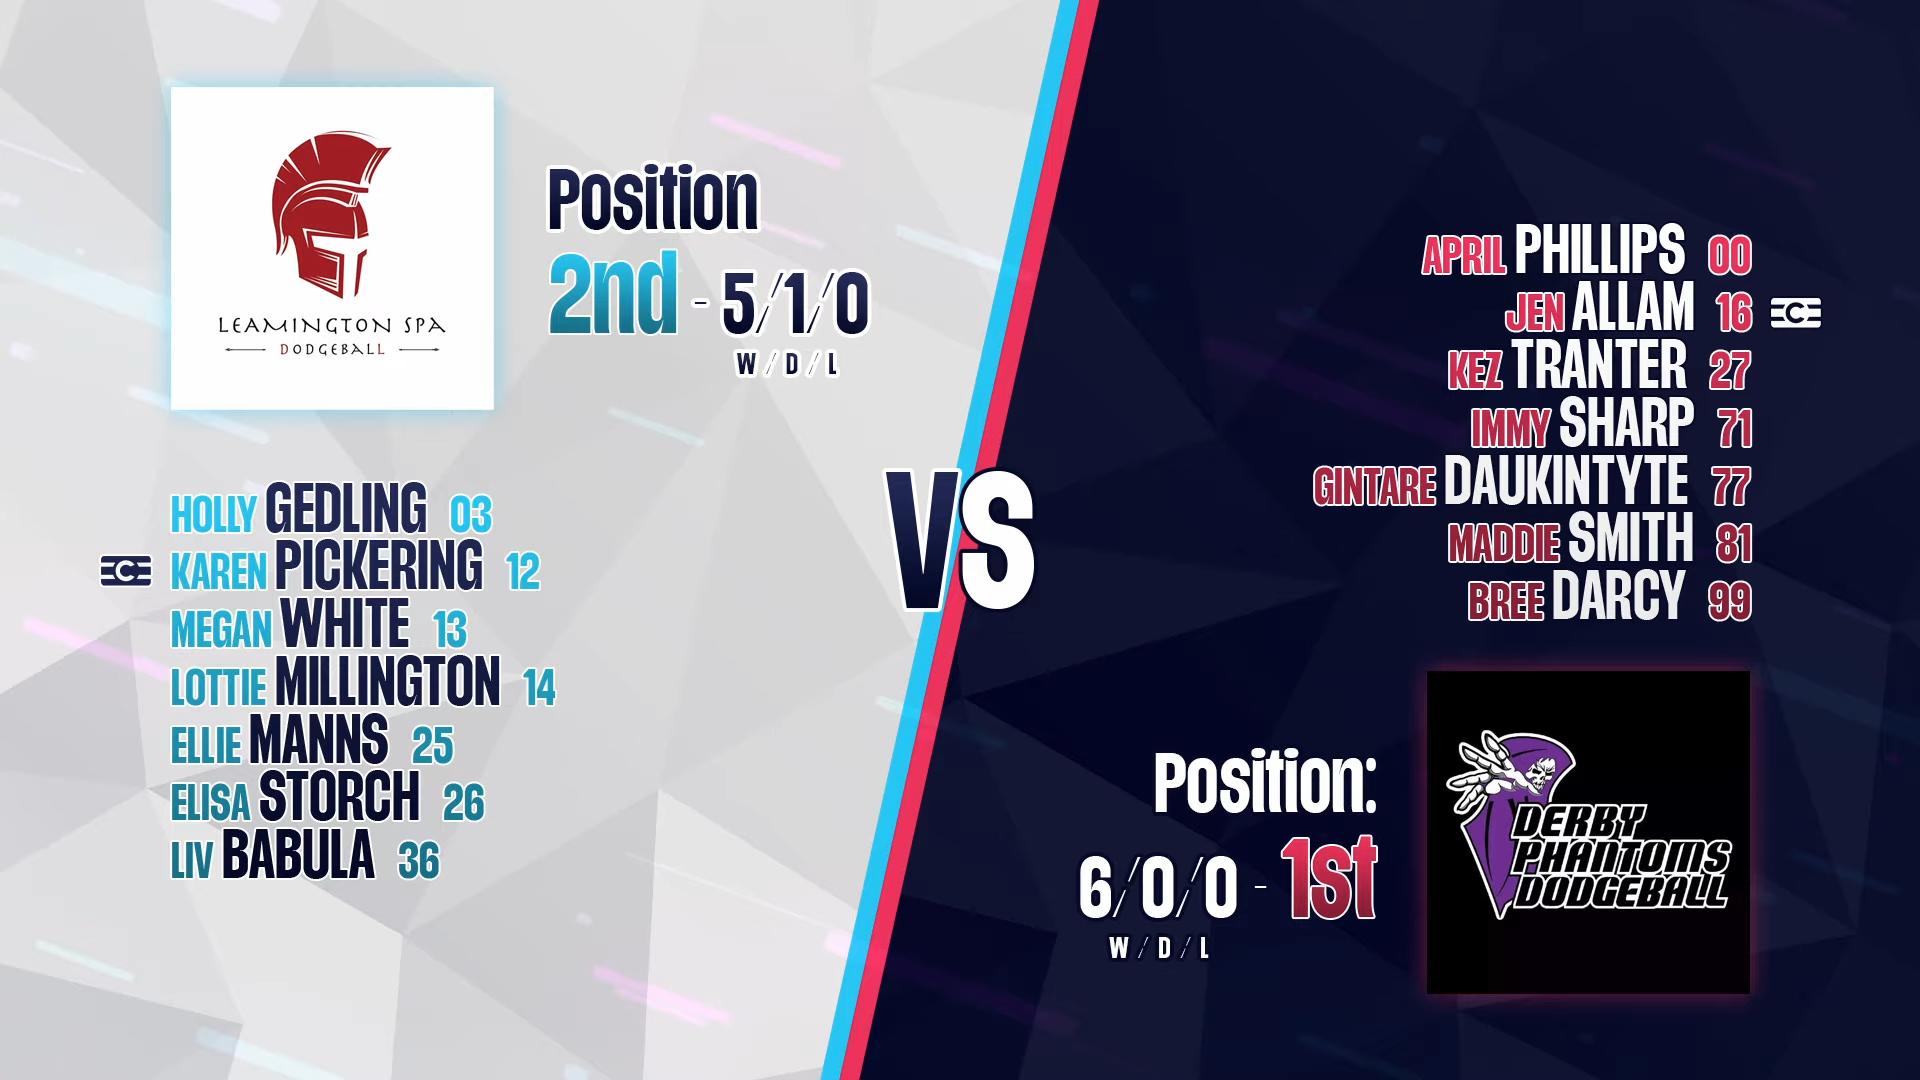 LEAMINGTON SPA
DODGEBALL
Position
2nd - 5/1/0
W/D/L
HOLLY GEDLING 03
C KAREN PICKERING 12
MEGAN WHITE 13
LOTTIE MILLINGTON 14
ELLIE MANNS 25
ELISA STORCH 26
LIV BABULA 36
VS
APRIL PHILLIPS 00
JEN ALLAM 16 C
KEZ TRANTER 27
IMMY SHARP 71
GINTARE DAUKINTYTE 77
MADDIE SMITH 81
BREE DARCY 99
Position:
6/0/0 - 1st
W/D/L
DERBY
PHANTOMS
DODGEBALL